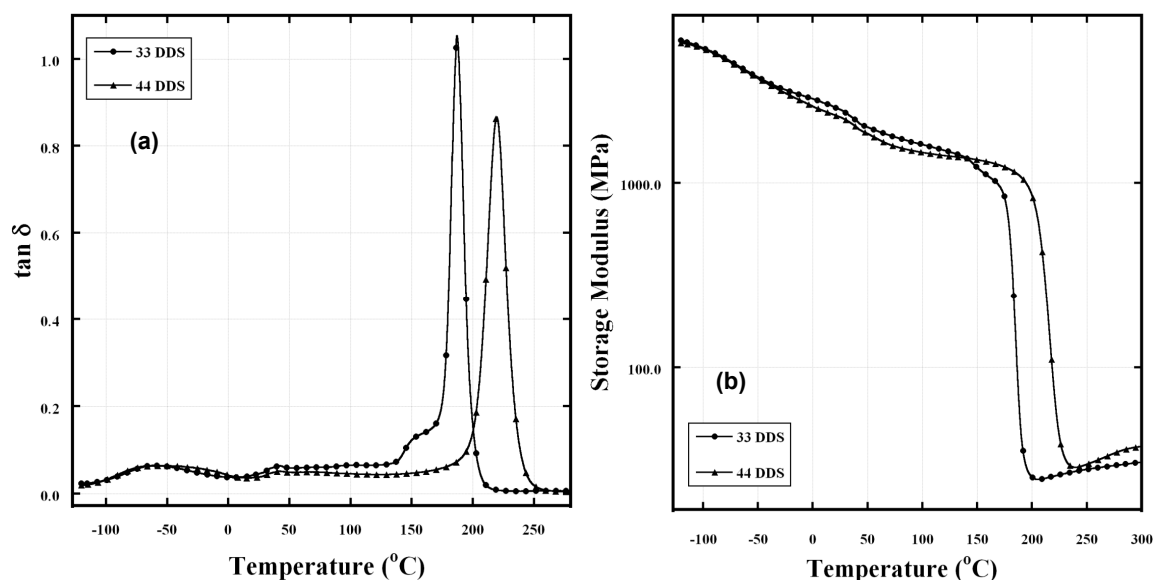 33 DDS
44 DDS
(a)
tan δ
1.0
0.8
0.6
0.4
0.2
0.0
-100 -50 0 50 100 150 200 250
Temperature (°C)
Storage Modulus (MPa)
1000.0
100.0
(b)
33 DDS
44 DDS
-100 -50 0 50 100 150 200 250 300
Temperature (°C)